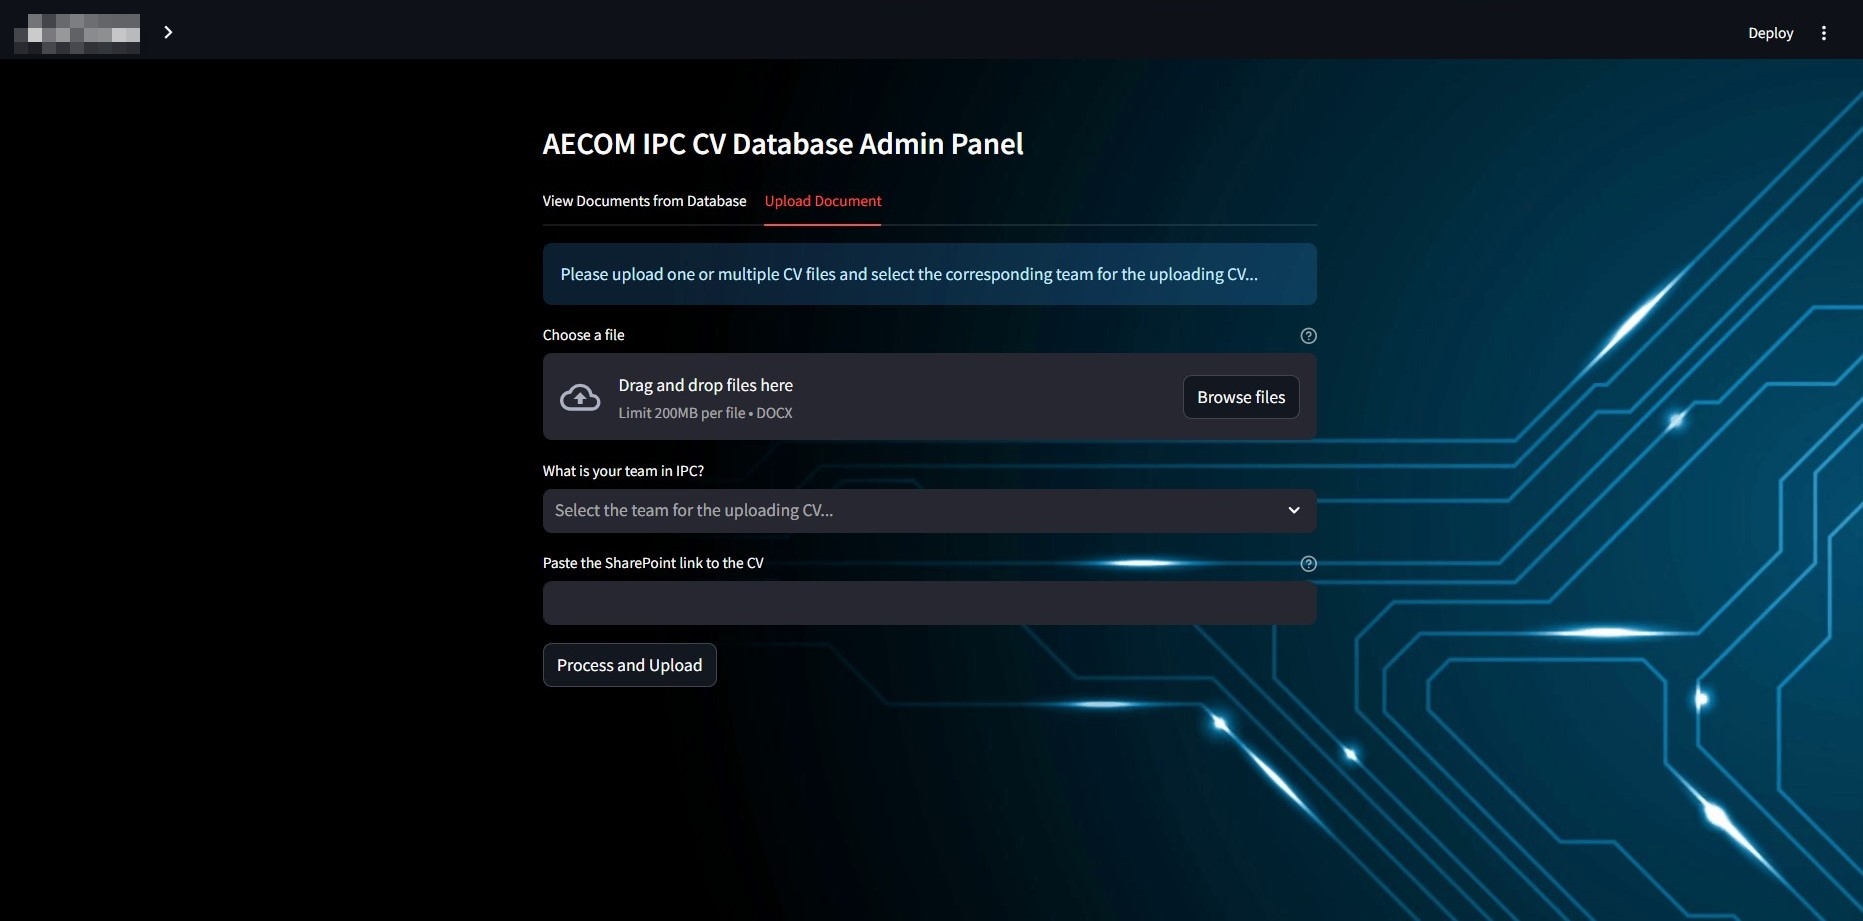 Deploy
AECOM IPC CV Database Admin Panel
View Documents from Database Upload Document
Please upload one or multiple CV files and select the corresponding team for the uploading CV...
Choose a file
Drag and drop files here
Limit 200MB per file • DOCX
Browse files
What is your team in IPC?
Select the team for the uploading CV...
Paste the SharePoint link to the CV
Process and Upload